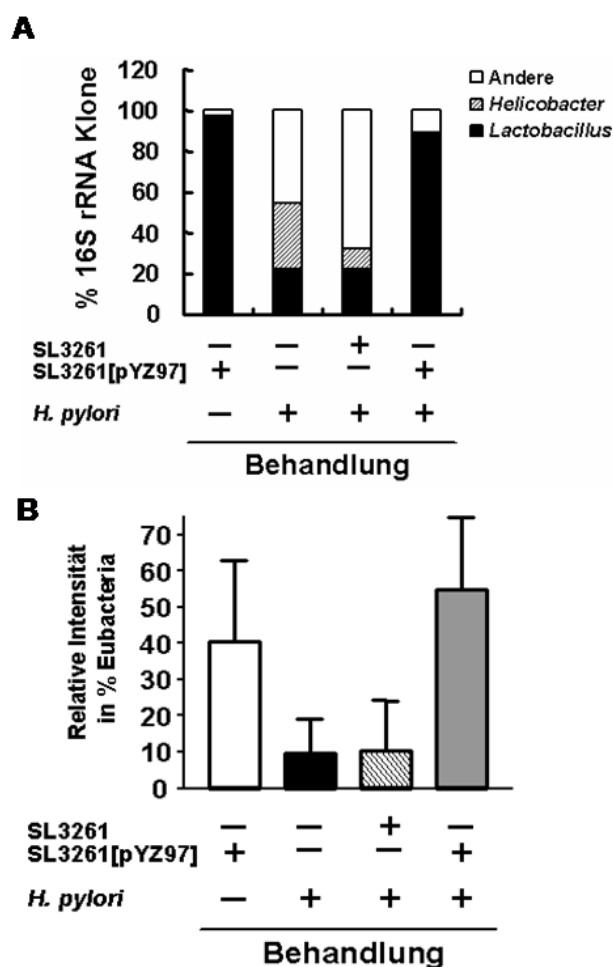 A
% 16S rRNA Klone
120
100
80
60
40
20
0
Andere
Helicobacter
Lactobacillus
SL3261 – – + –
SL3261[pYZ97] + – – +
H. pylori – + + +
Behandlung
B
Relative Intensität
in % Eubacteria
70
60
50
40
30
20
10
0
SL3261 – – + –
SL3261[pYZ97] + – – +
H. pylori – + + +
Behandlung